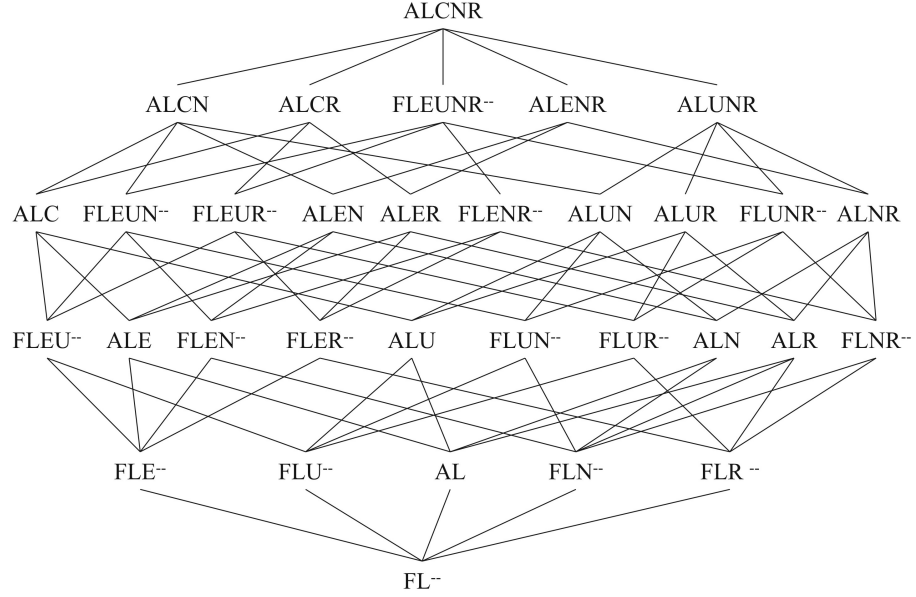 ALCNR
ALCN ALCR FLEUNR-- ALENR ALUNR
ALC FLEUN-- FLEUR-- ALEN ALER FLENR-- ALUN ALUR FLUNR-- ALNR
FLEU-- ALE FLEN-- FLER-- ALU FLUN-- FLUR-- ALN ALR FLNR--
FLE-- FLU-- AL FLN-- FLR --
FL--